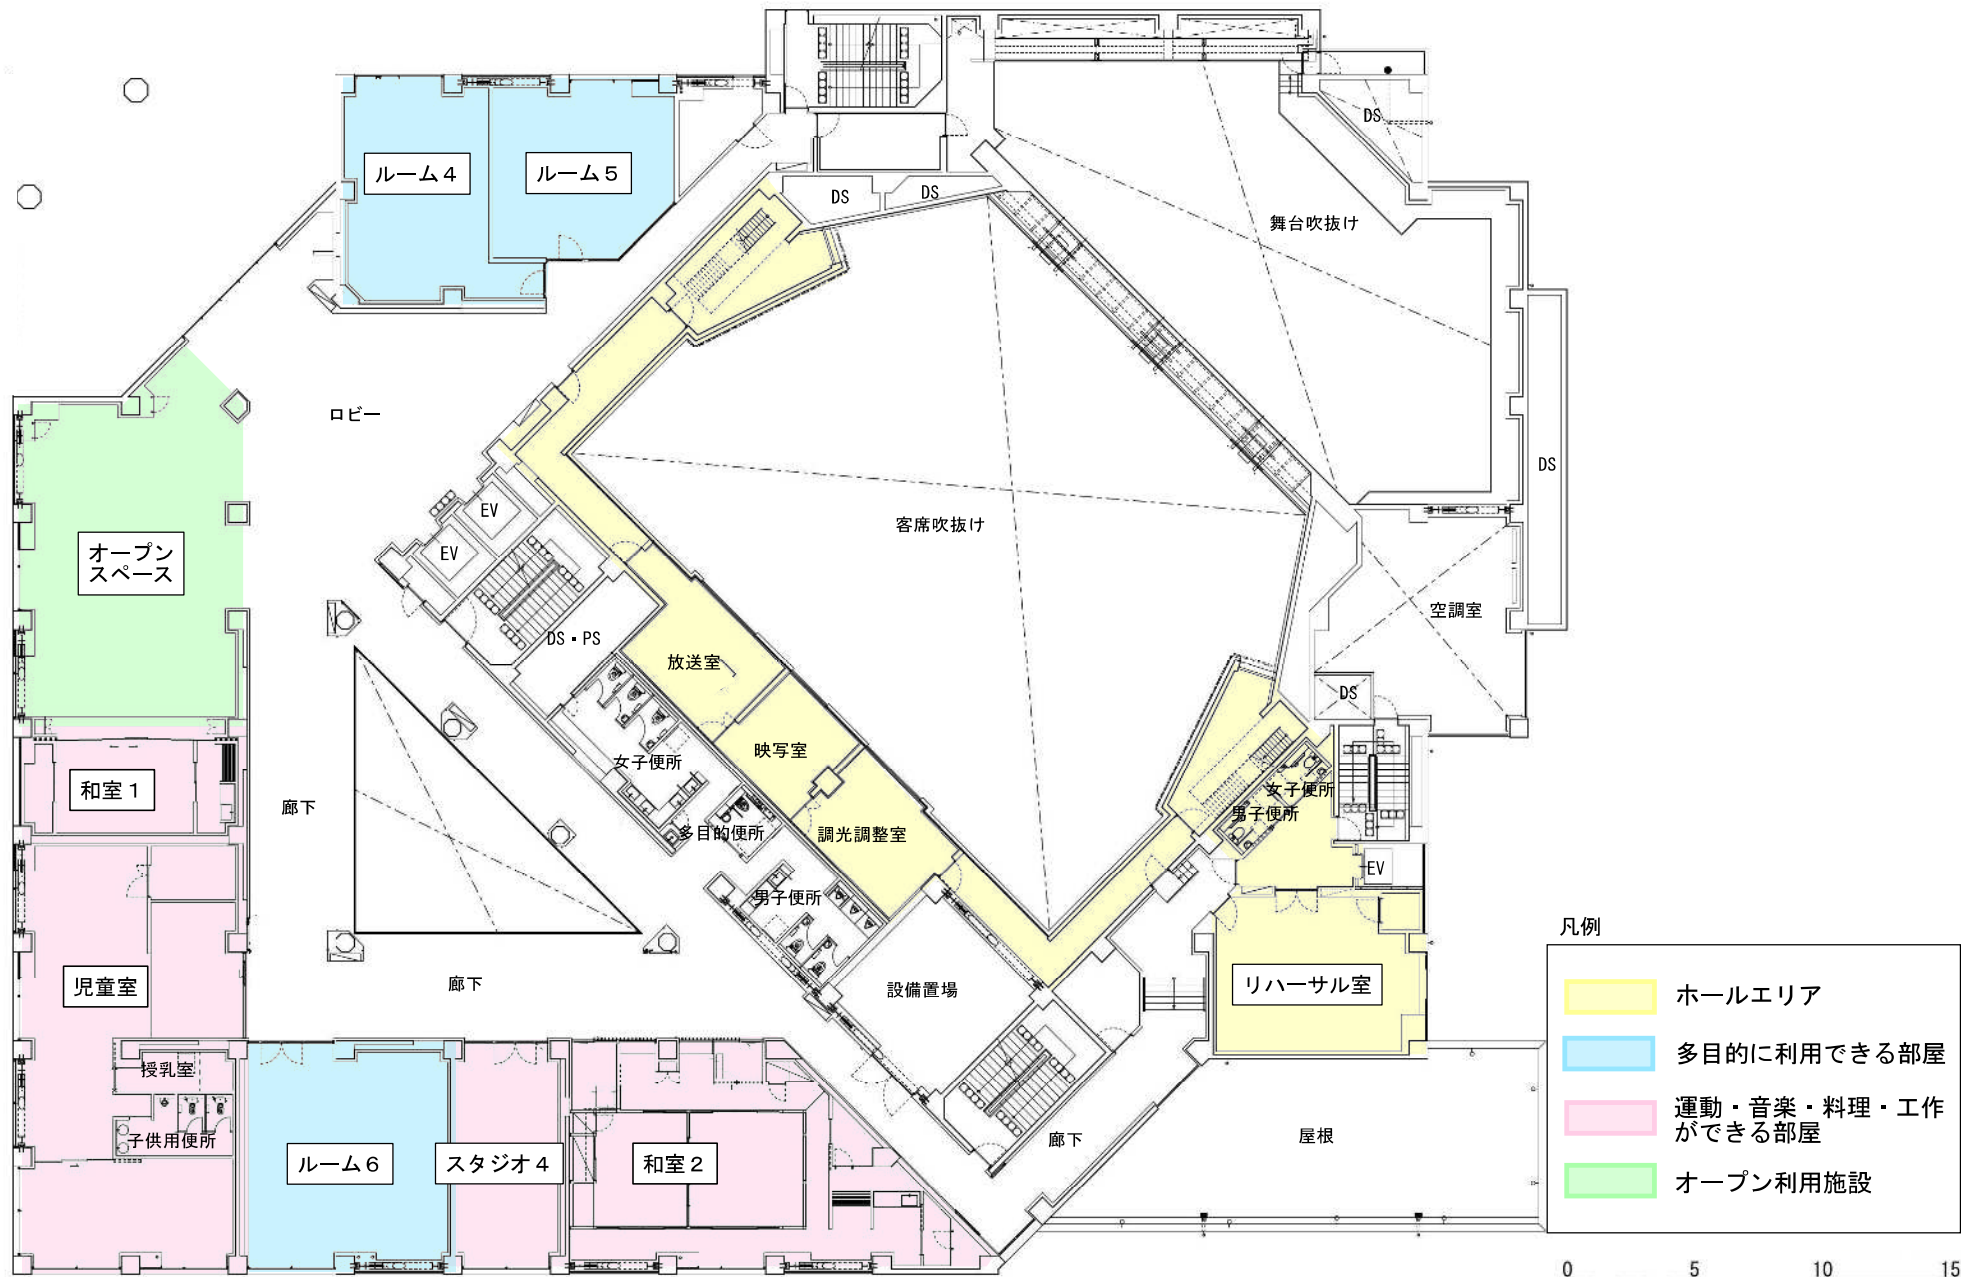 DS
ルーム４
ルーム５
DS
DS
舞台吹抜け
ロビー
DS
EV
客席吹抜け
EV
オープン
スペース
空調室
DS・PS
放送室
DS
映写室
女子便所
女子便所
和室１
廊下
男子便所
多目的便所
調光調整室
EV
男子便所
児童室
廊下
設備置場
リハーサル室
授乳室
子供用便所
廊下
屋根
ルーム６
スタジオ４
和室２
凡例
ホールエリア
多目的に利用できる部屋
運動・音楽・料理・工作
ができる部屋
オープン利用施設
0 5 10 15